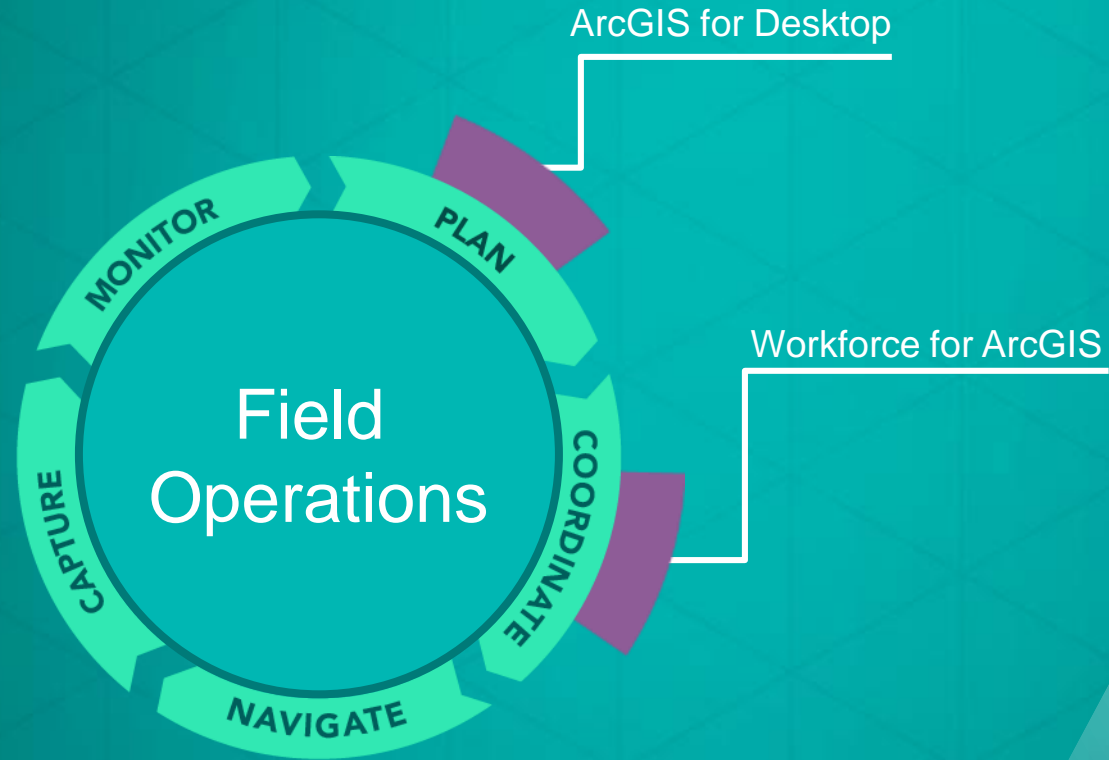 ArcGIS for Desktop
MONITOR
PLAN
Workforce for ArcGIS
Field
Operations
COORDINATE
CAPTURE
NAVIGATE